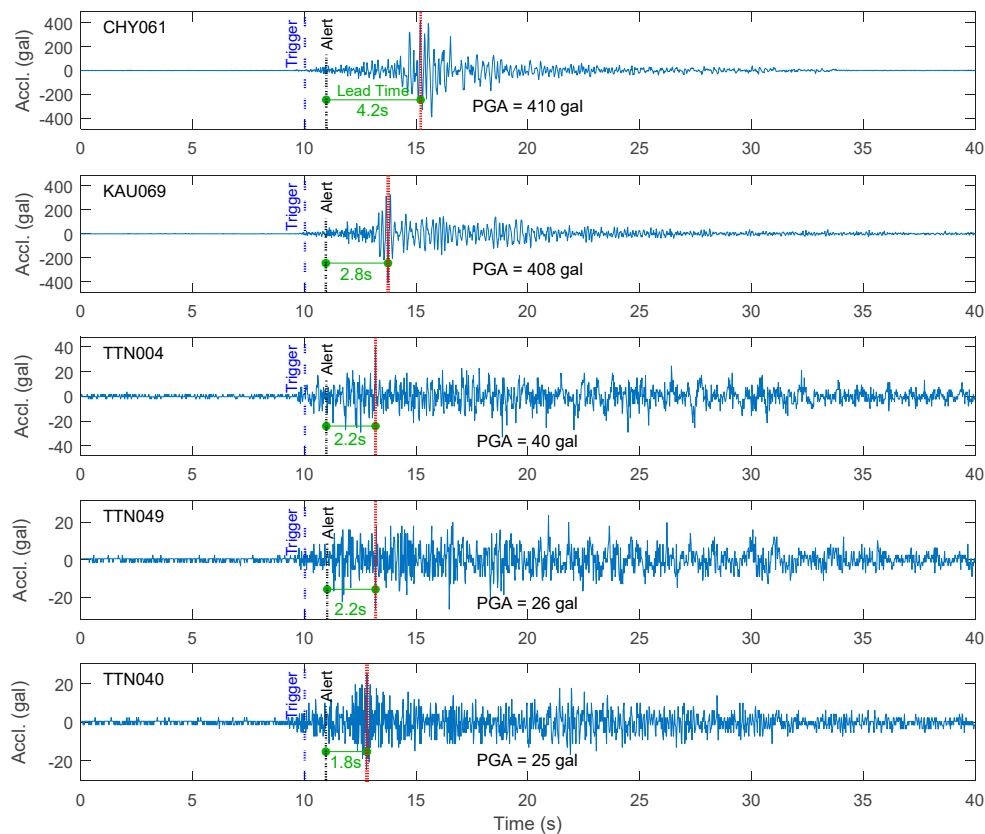 CHY061
Trigger
Alert
Accl. (gal)
400
200
0
-200
-400
Lead Time
4.2s
PGA = 410 gal
0 5 10 15 20 25 30 35 40
KAU069
Trigger
Alert
Accl. (gal)
400
200
0
-200
-400
2.8s
PGA = 408 gal
0 5 10 15 20 25 30 35 40
TTN004
Trigger
Alert
Accl. (gal)
40
20
0
-20
-40
2.2s
PGA = 40 gal
0 5 10 15 20 25 30 35 40
TTN049
Trigger
Alert
Accl. (gal)
20
0
-20
2.2s
PGA = 26 gal
0 5 10 15 20 25 30 35 40
TTN040
Trigger
Alert
Accl. (gal)
20
0
-20
1.8s
PGA = 25 gal
0 5 10 15 20 25 30 35 40
Time (s)